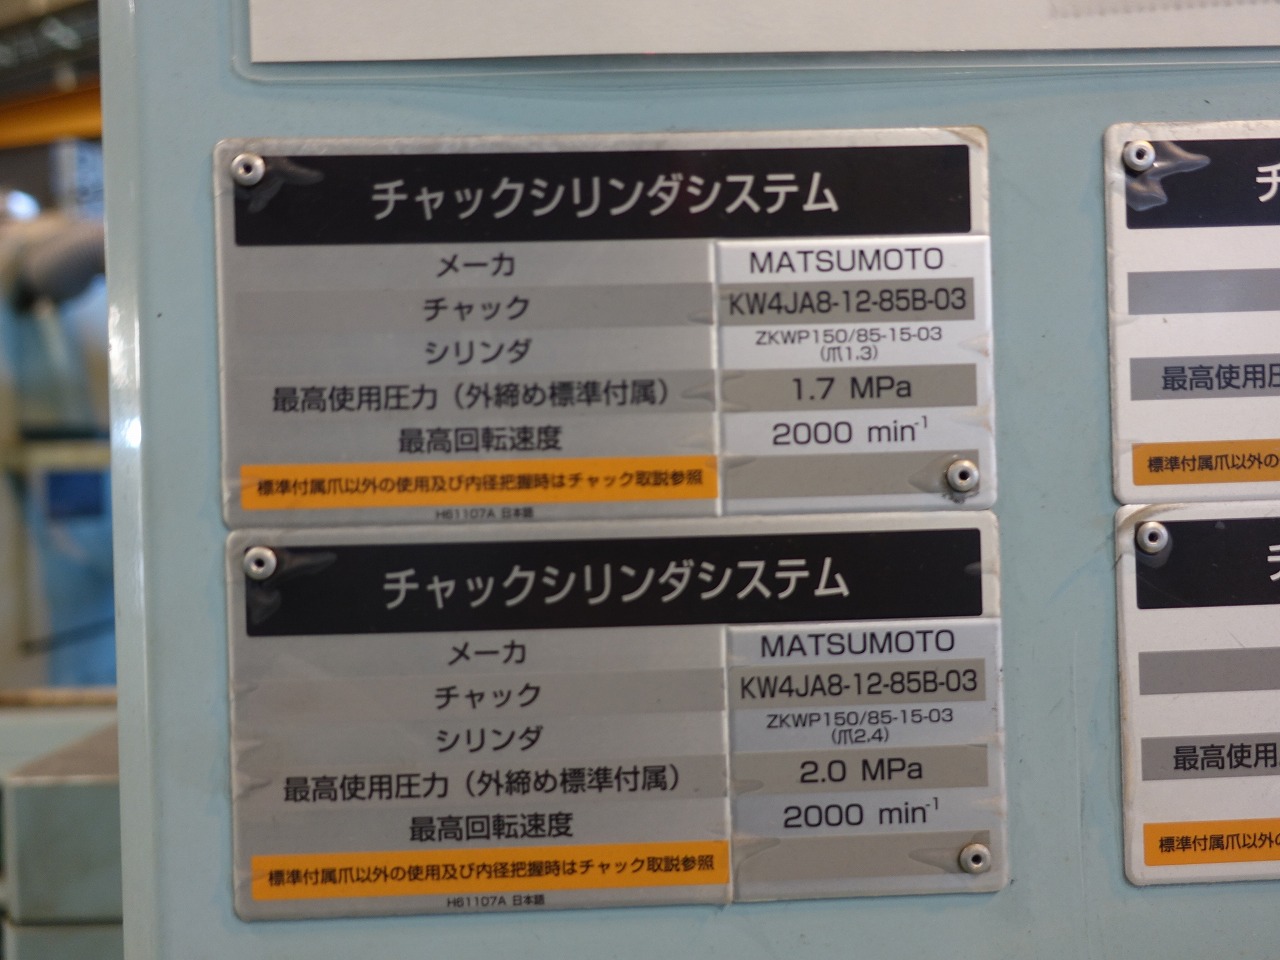 チャックシリンダシステム
メーカ MATSUMOTO
チャック KW4JA8-12-85B-03
シリンダ ZKWP150/85-15-03
(爪1.3)
最高使用圧力（外締め標準付属） 1.7 MPa
最高回転速度 2000 min-1
標準付属爪以外の使用及び内径把握時はチャック取説参照
H61107A 日本語
チャックシリンダシステム
メーカ MATSUMOTO
チャック KW4JA8-12-85B-03
シリンダ ZKWP150/85-15-03
(爪2.4)
最高使用圧力（外締め標準付属） 2.0 MPa
最高回転速度 2000 min-1
標準付属爪以外の使用及び内径把握時はチャック取説参照
H61107A 日本語
チ
最高使用圧
標準付属爪以外の
最高使用
標準付属爪以外の